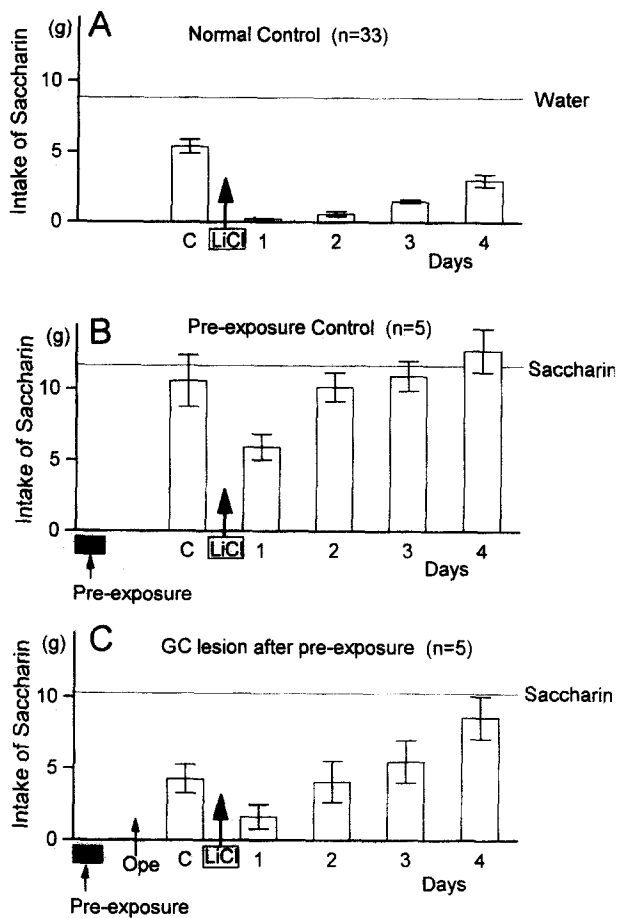 A
(g)
Normal Control (n=33)
Intake of Saccharin
10
5
0
Water
C LiCl 1 2 3 4
Days
B
(g)
Pre-exposure Control (n=5)
Intake of Saccharin
10
5
0
Saccharin
C LiCl 1 2 3 4
Days
Pre-exposure
C
(g)
GC lesion after pre-exposure (n=5)
Intake of Saccharin
10
5
0
Saccharin
Ope C LiCl 1 2 3 4
Days
Pre-exposure